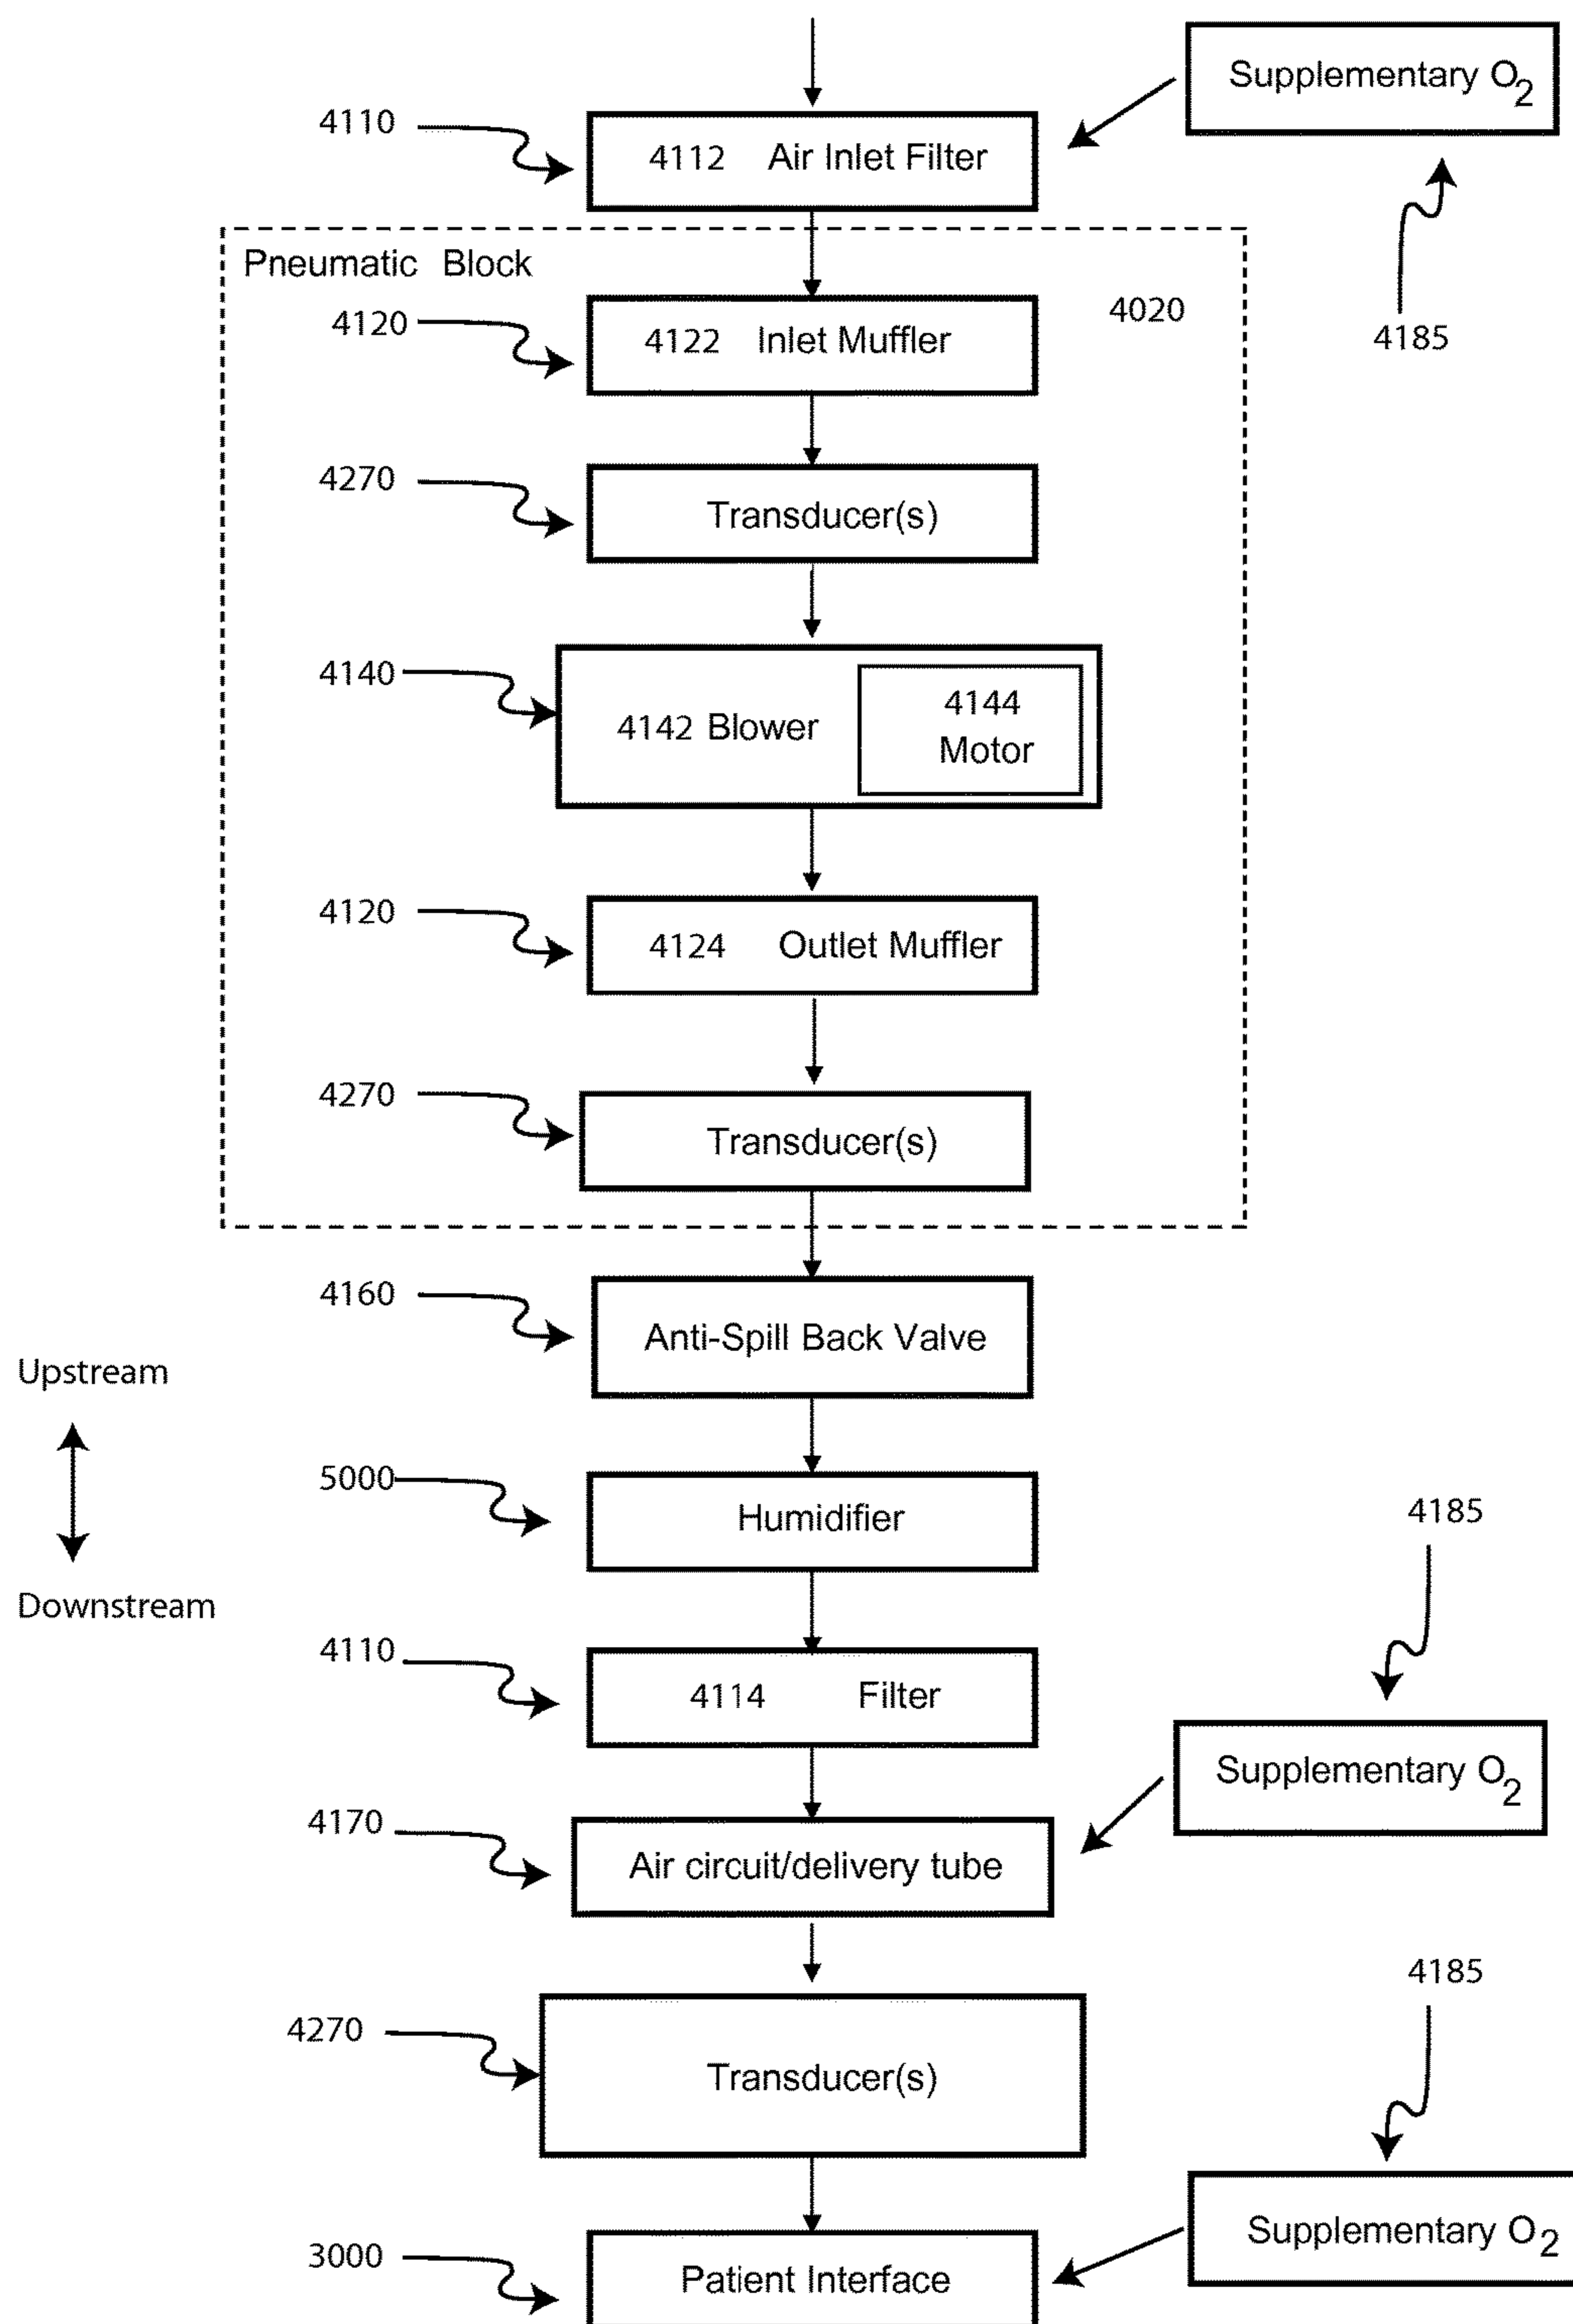 Supplementary O2
4110
4112 Air Inlet Filter
Pneumatic Block
4020
4185
4120
4122 Inlet Muffler
4270
Transducer(s)
4140
4142 Blower
4144
Motor
4120
4124 Outlet Muffler
4270
Transducer(s)
4160
Anti-Spill Back Valve
Upstream
Downstream
5000
Humidifier
4185
4110
4114 Filter
Supplementary O2
4170
Air circuit/delivery tube
4185
4270
Transducer(s)
Supplementary O2
3000
Patient Interface